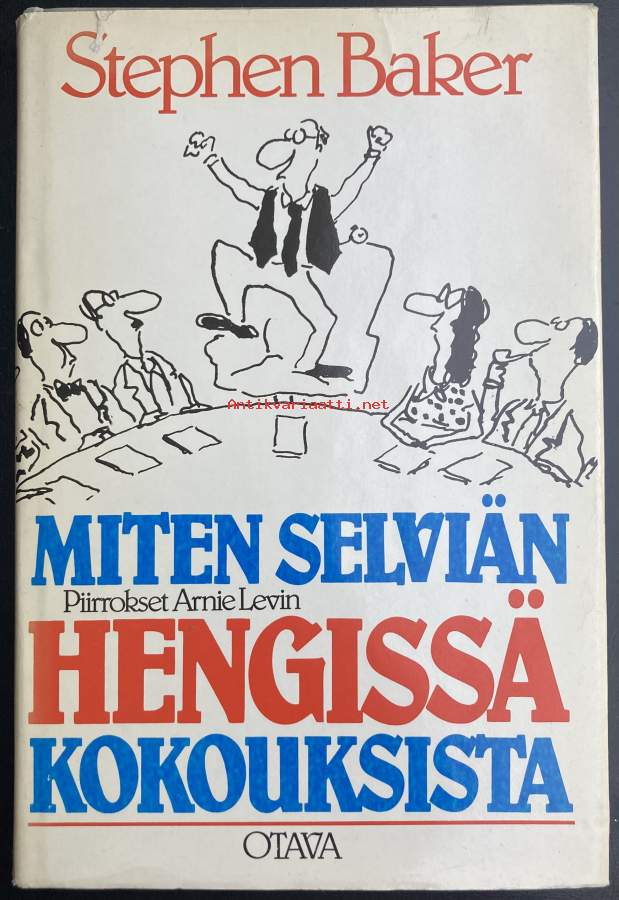 Stephen Baker
Antikvariaatti.net
MITEN SELVIÄN
Piirrokset Arnie Levin
HENGISSÄ
KOKOUKSISTA
OTAVA